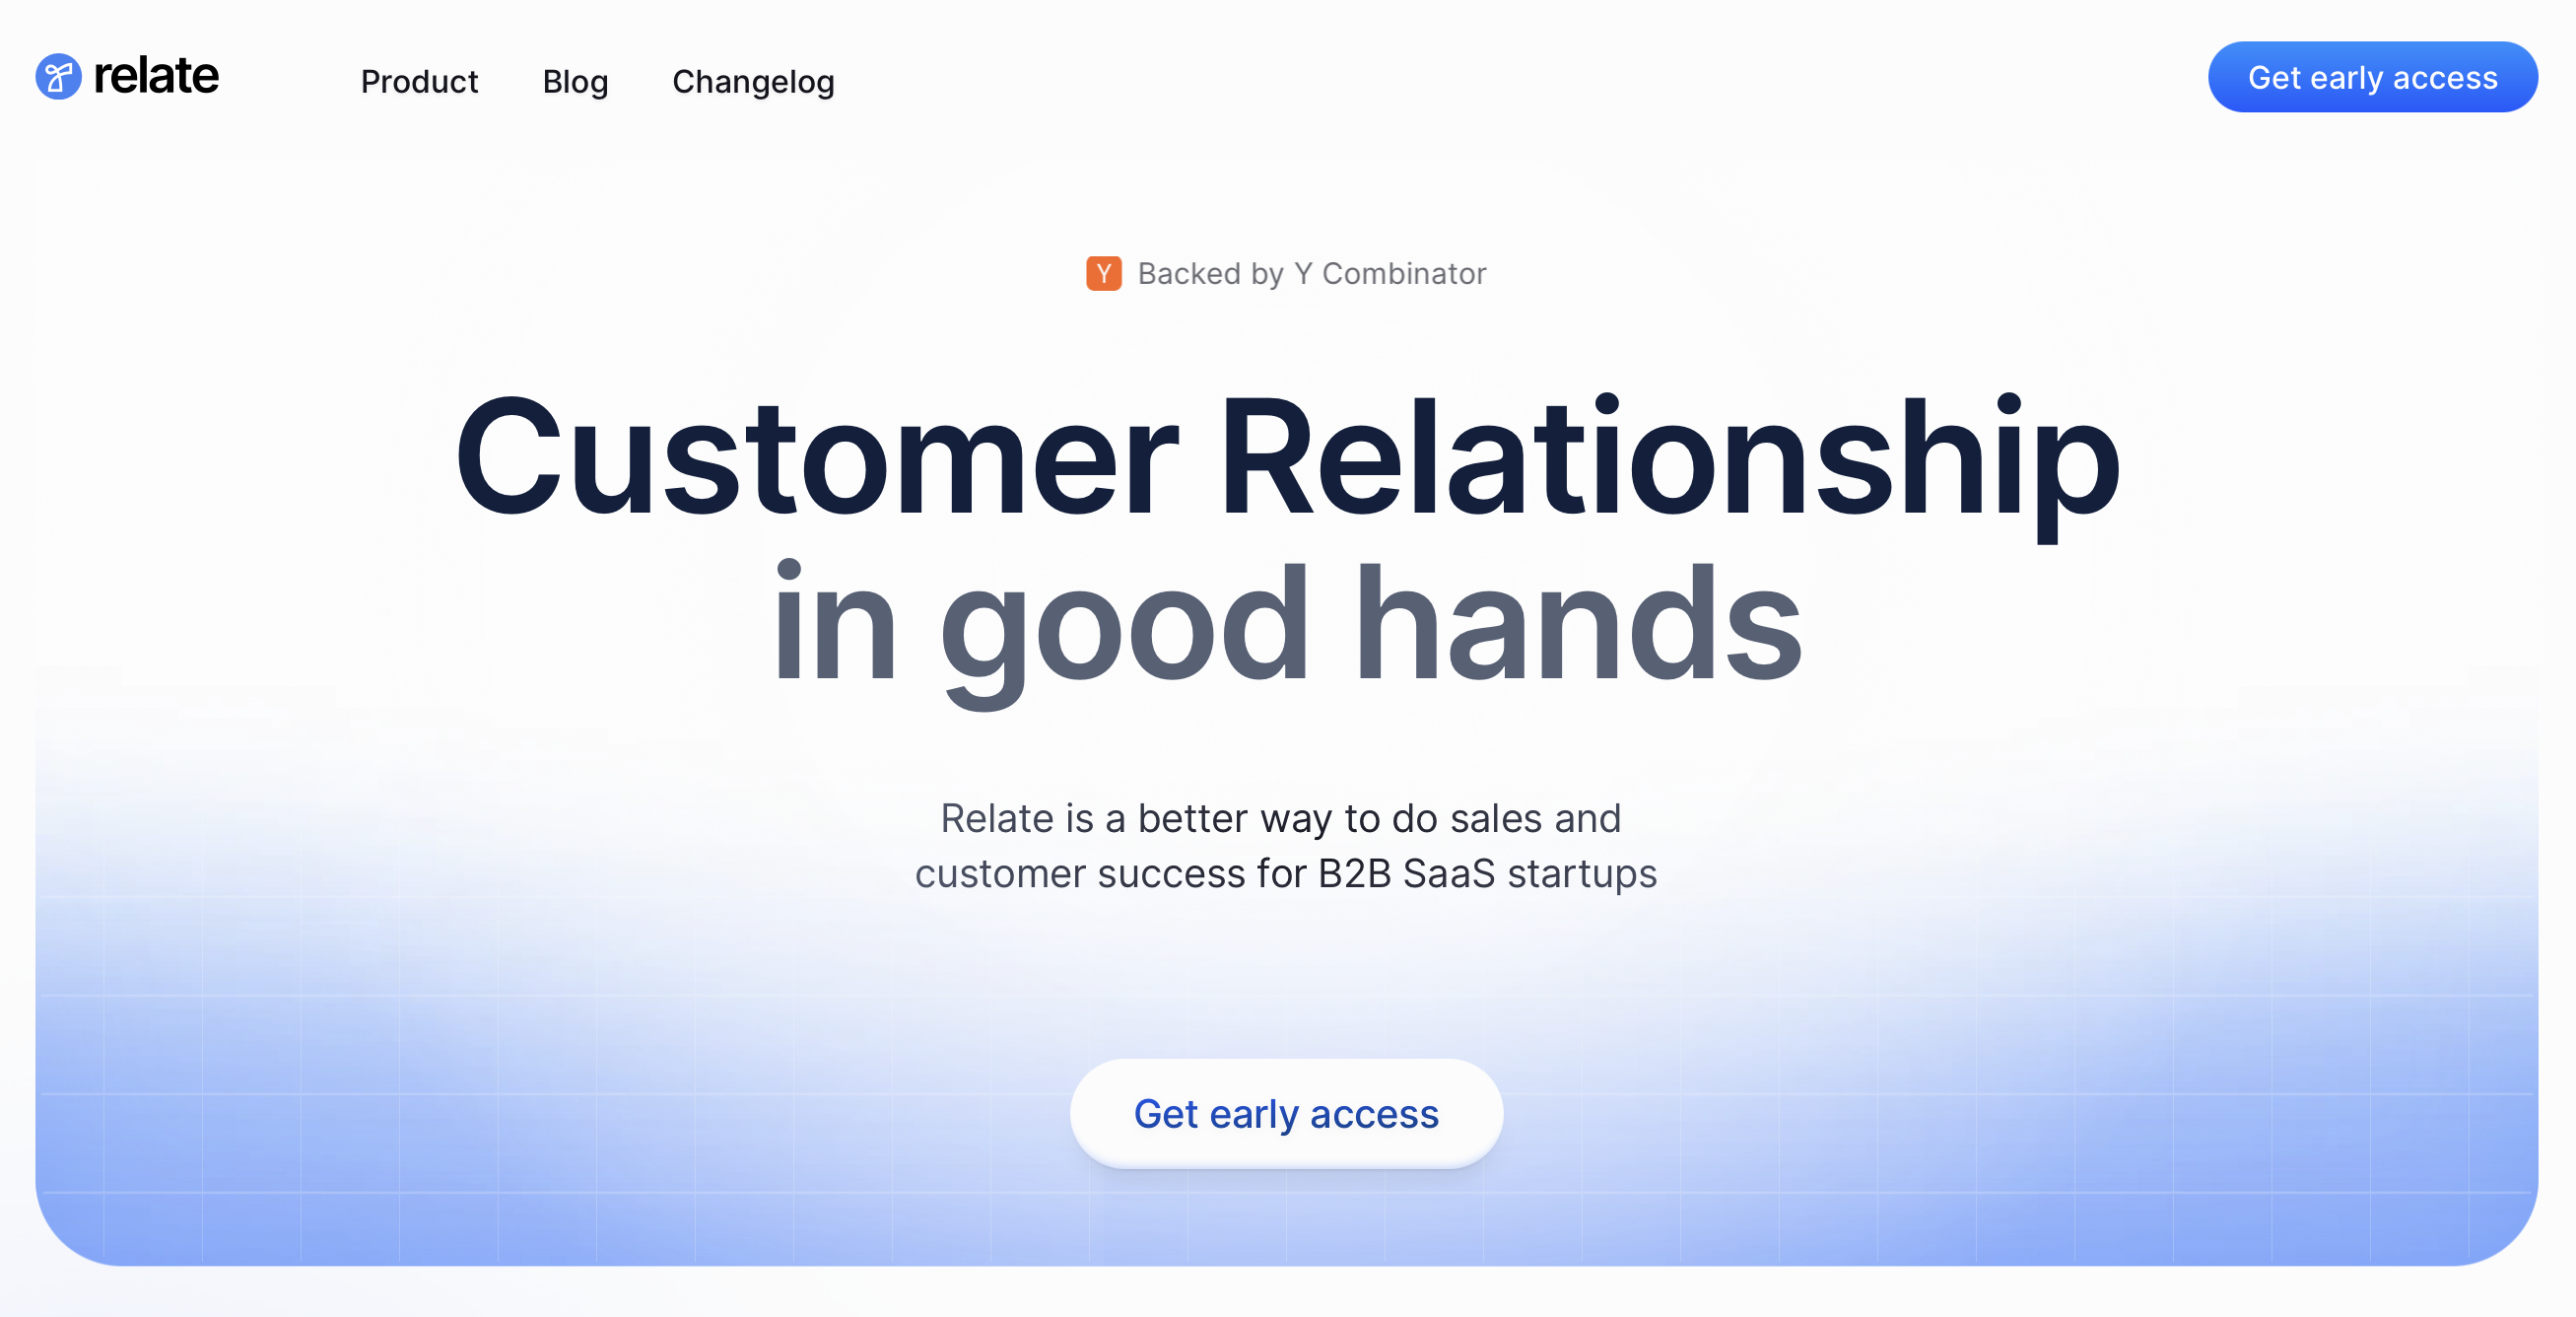 relate
Product
Blog
Changelog
Get early access
Y
Backed by Y Combinator
Customer Relationship
in good hands
Relate is a better way to do sales and
customer success for B2B SaaS startups
Get early access